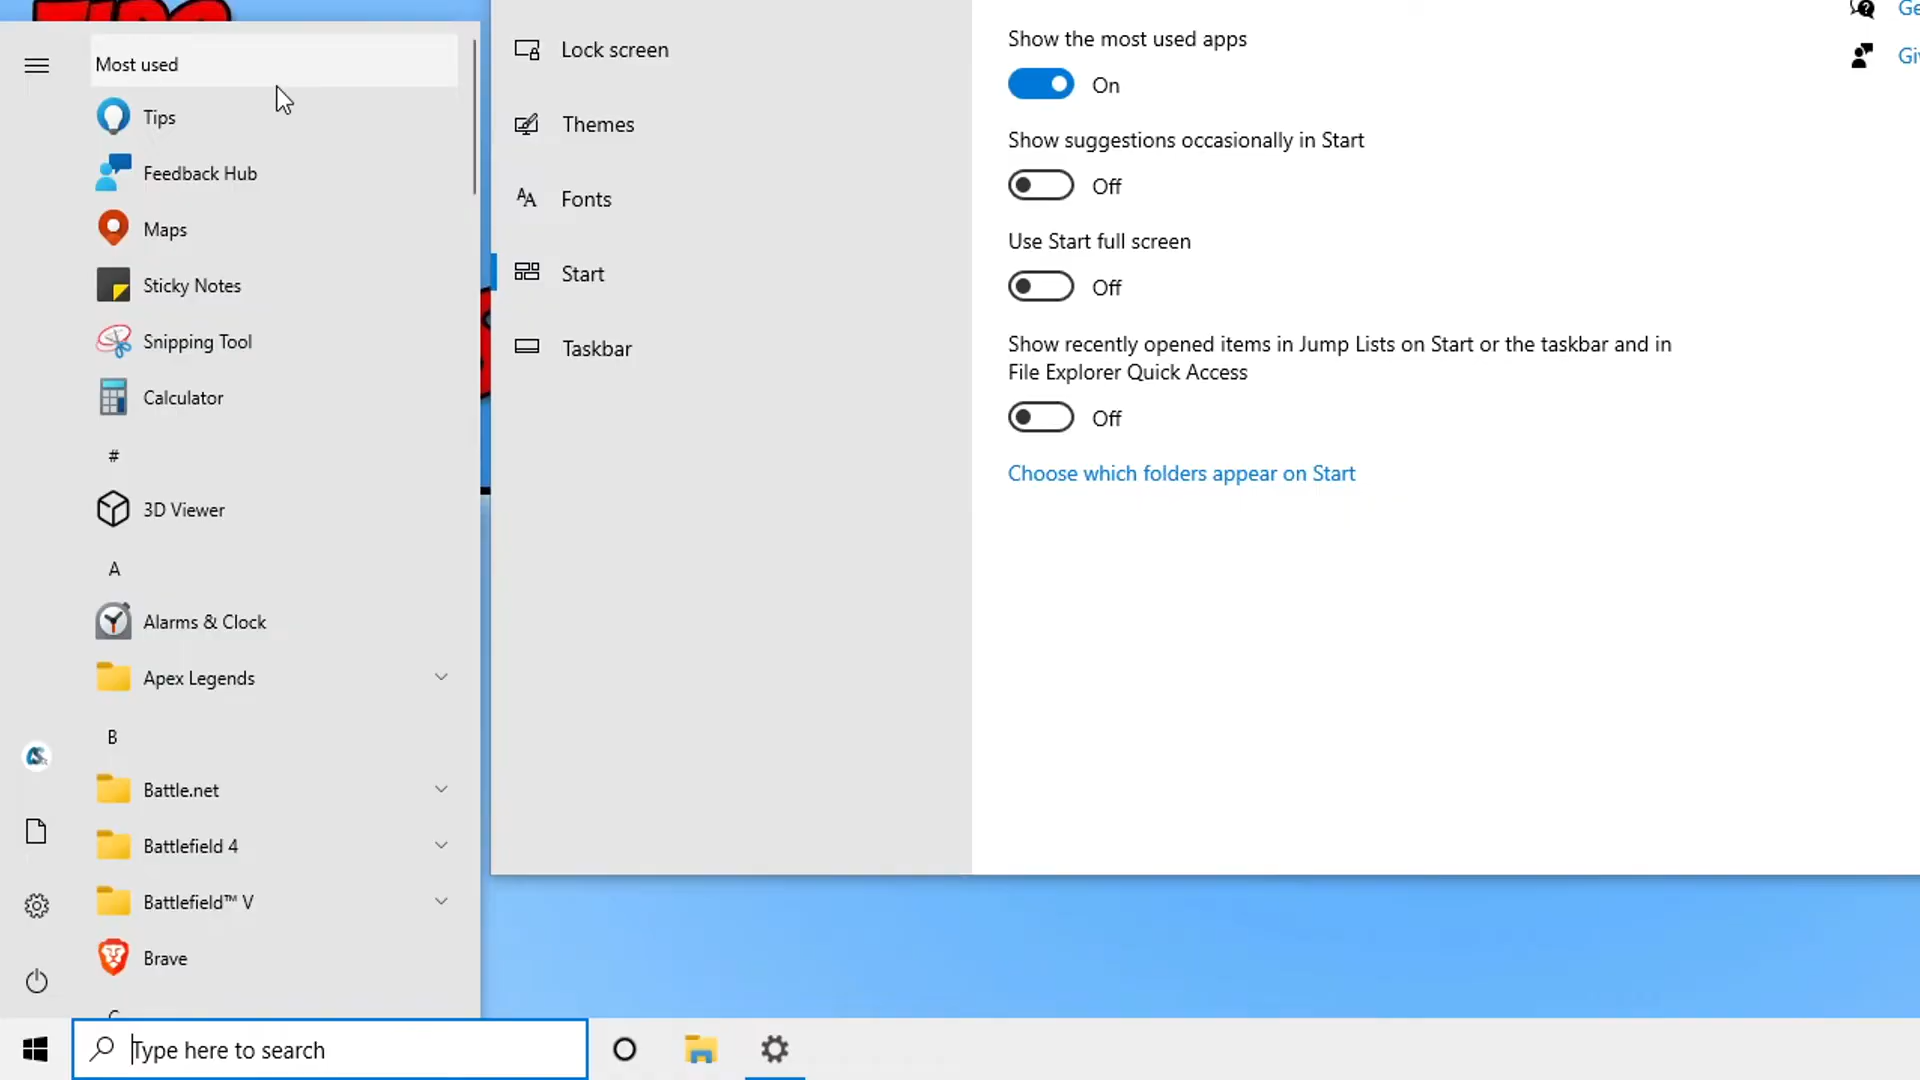 Most used
Tips
Feedback Hub
Maps
Sticky Notes
Snipping Tool
Calculator
#
3D Viewer
A
Alarms & Clock
Apex Legends
B
Battle.net
Battlefield 4
Battlefield™ V
Brave
Type here to search
Lock screen
Themes
Fonts
Start
Taskbar
Show the most used apps
On
Show suggestions occasionally in Start
Off
Use Start full screen
Off
Show recently opened items in Jump Lists on Start or the taskbar and in
File Explorer Quick Access
Off
Choose which folders appear on Start